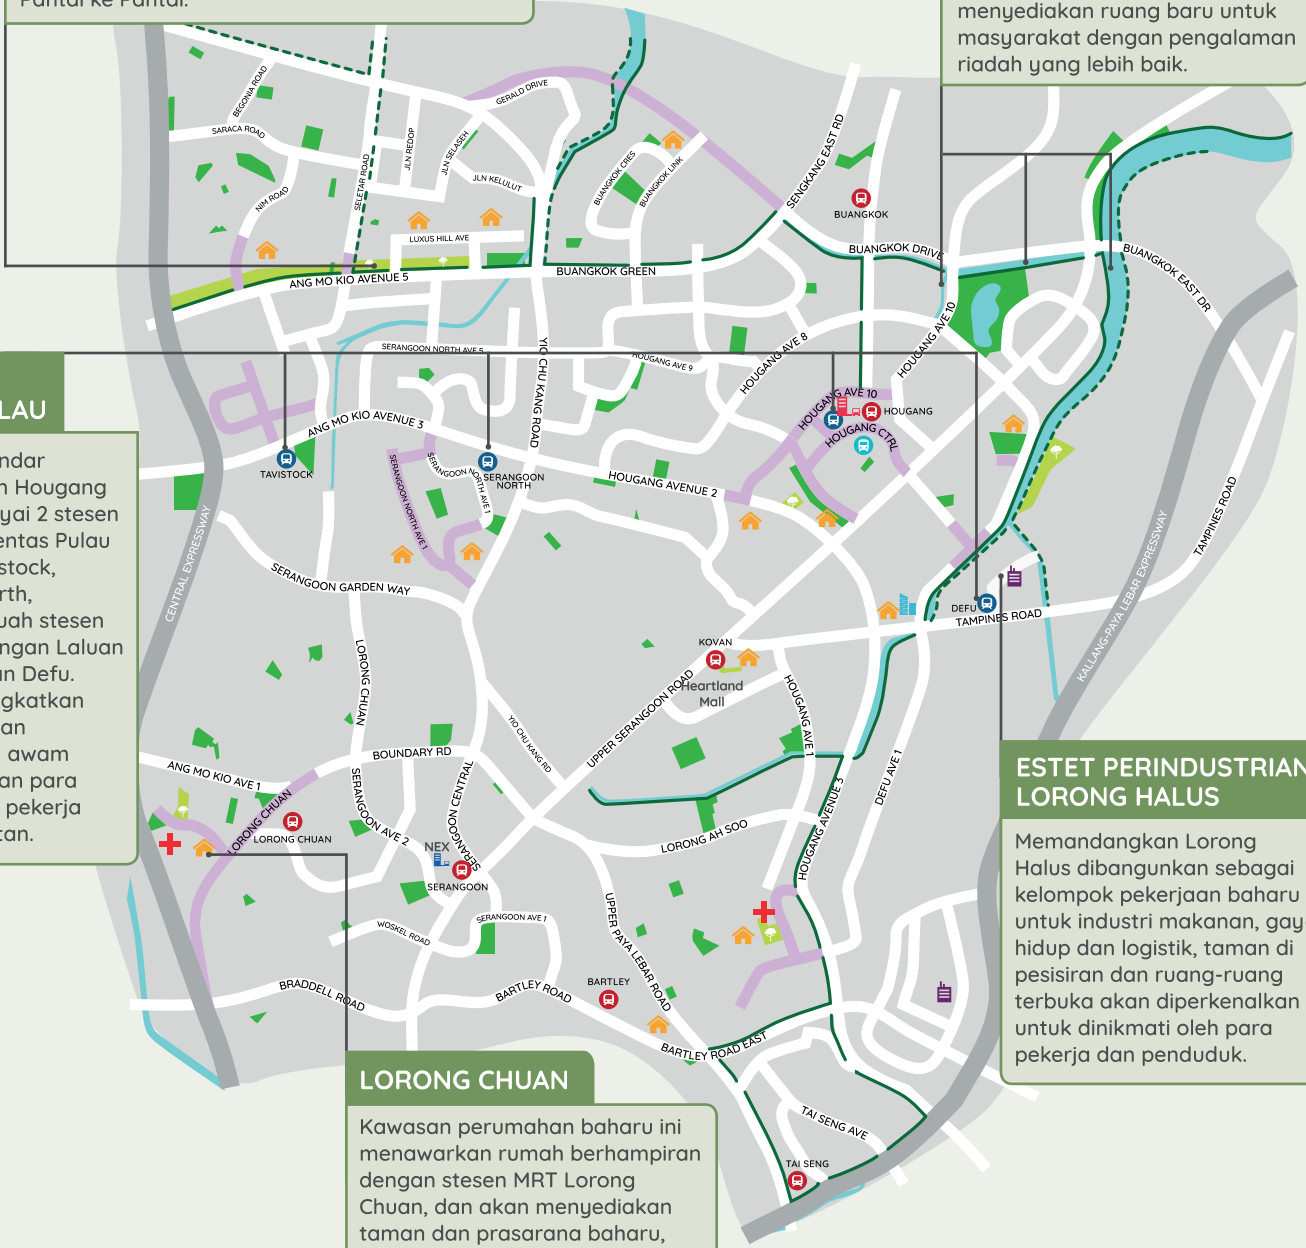 Pantai ke Pantai.
menyediakan ruang baru untuk
masyarakat dengan pengalaman
riadah yang lebih baik.
BEGONIA ROAD
SARACA ROAD
NIM ROAD
SELETAR ROAD
JLN REDOP
JLN SELASEH
JLN KELULUT
GERALD DRIVE
LUXUS HILL AVE
BUANGKOK CRES
BUANGKOK LINK
SENGKANG EAST RD
BUANGKOK
BUANGKOK DRIVE
BUANGKOK GREEN
BUANGKOK EAST DR
ANG MO KIO AVENUE 5
SERANGOON NORTH AVE 5
YIO CHU KANG ROAD
HOUGANG AVE 9
HOUGANG AVE 8
HOUGANG AVE 10
HOUGANG AVE 10
HOUGANG
HOUGANG CTRL
ANG MO KIO AVENUE 3
TAVISTOCK
SERANGOON NORTH AVE 1
SERANGOON NORTH AVE 1
SERANGOON
NORTH
HOUGANG AVENUE 2
CENTRAL EXPRESSWAY
TAMPINES ROAD
KALLANG-PAYA LEBAR EXPRESSWAY
LAU
ndar
n Hougang
yai 2 stesen
entas Pulau
stock,
rth,
uah stesen
ngan Laluan
an Defu.
ngkatkan
an
awam
an para
pekerja
tan.
SERANGOON GARDEN WAY
DEFU
TAMPINES ROAD
KOVAN
Heartland
Mall
LORONG CHUAN
UPPER SERANGOON ROAD
HOUGANG AVE 1
YIO CHU KANG RD
BOUNDARY RD
DEFU AVE 1
ANG MO KIO AVE 1
LORONG CHUAN
LORONG CHUAN
SERANGOON AVE 2
SERANGOON CENTRAL
NEX
SERANGOON
LORONG AH SOO
HOUGANG AVENUE 3
WOSKEL ROAD
SERANGOON AVE 1
UPPER PAYA LEBAR ROAD
BRADDELL ROAD
BARTLEY ROAD
BARTLEY
BARTLEY ROAD EAST
TAI SENG AVE
TAI SENG
ESTET PERINDUSTRIAN
LORONG HALUS
Memandangkan Lorong
Halus dibangunkan sebagai
kelompok pekerjaan baharu
untuk industri makanan, gay
hidup dan logistik, taman di
pesisiran dan ruang-ruang
terbuka akan diperkenalkan
untuk dinikmati oleh para
pekerja dan penduduk.
LORONG CHUAN
Kawasan perumahan baharu ini
menawarkan rumah berhampiran
dengan stesen MRT Lorong
Chuan, dan akan menyediakan
taman dan prasarana baharu,